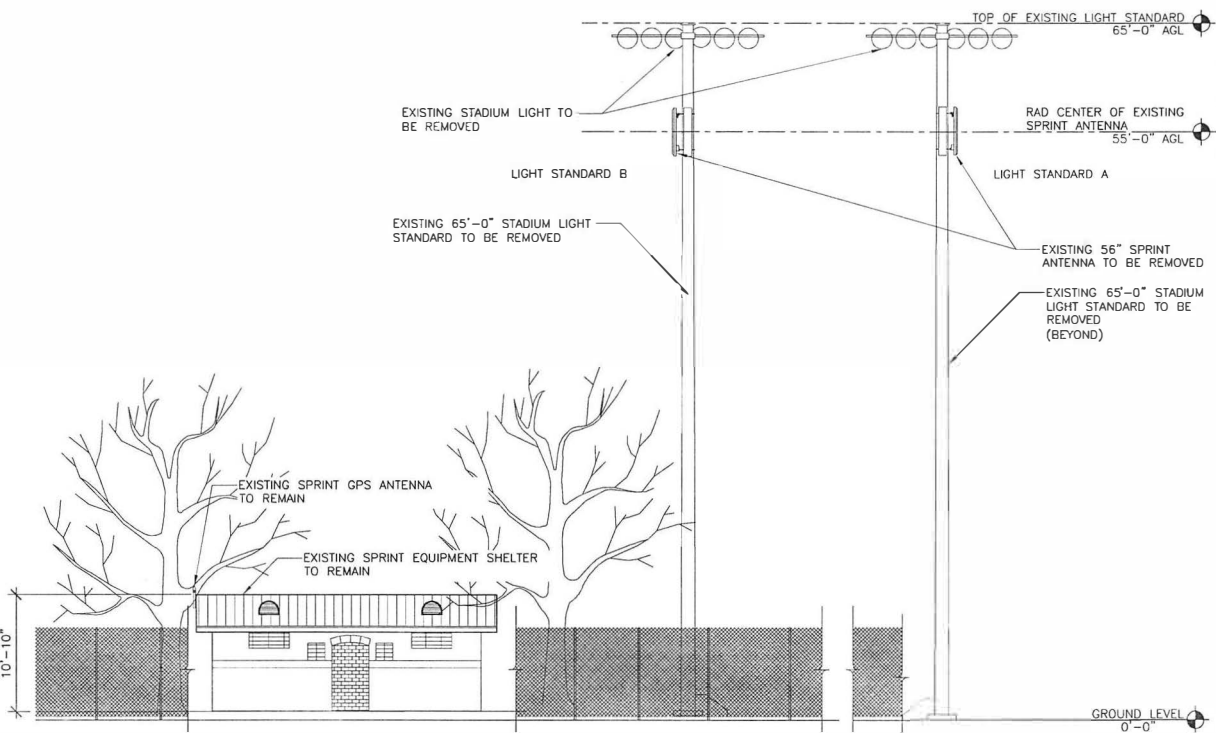 TOP OF EXISTING LIGHT STANDARD
65'-0" AGL
EXISTING STADIUM LIGHT TO
BE REMOVED
RAD CENTER OF EXISTING
SPRINT ANTENNA
55'-0" AGL
LIGHT STANDARD B
LIGHT STANDARD A
EXISTING 65'-0" STADIUM LIGHT
STANDARD TO BE REMOVED
EXISTING 56" SPRINT
ANTENNA TO BE REMOVED
EXISTING 65'-0" STADIUM
LIGHT STANDARD TO BE
REMOVED
(BEYOND)
EXISTING SPRINT GPS ANTENNA
TO REMAIN
EXISTING SPRINT EQUIPMENT SHELTER
TO REMAIN
10'-10"
GROUND LEVEL
0'-0"